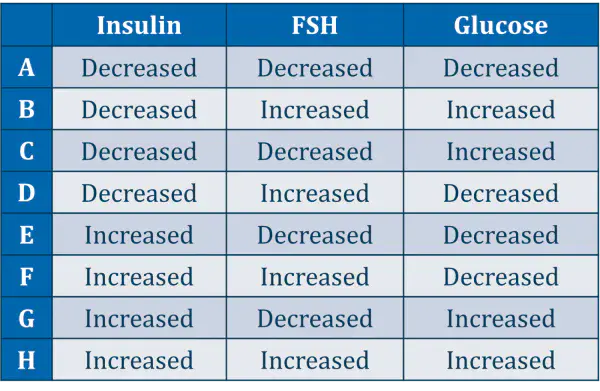 Insulin FSH Glucose
A Decreased Decreased Decreased
B Decreased Increased Increased
C Decreased Decreased Increased
D Decreased Increased Decreased
E Increased Decreased Decreased
F Increased Increased Decreased
G Increased Decreased Increased
H Increased Increased Increased